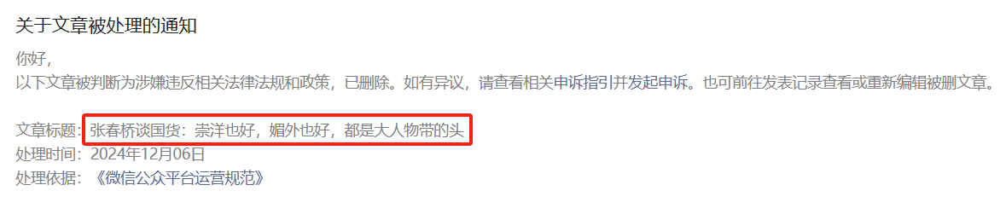 关于文章被处理的通知
你好，
以下文章被判断为涉嫌违反相关法律法规和政策，已删除。如有异议，请查看相关申诉指引并发起申诉。也可前往发表记录查看或重新编辑被删文章。
文章标题：张春桥谈国货：崇洋也好，媚外也好，都是大人物带的头
处理时间：2024年12月06日
处理依据：《微信公众平台运营规范》